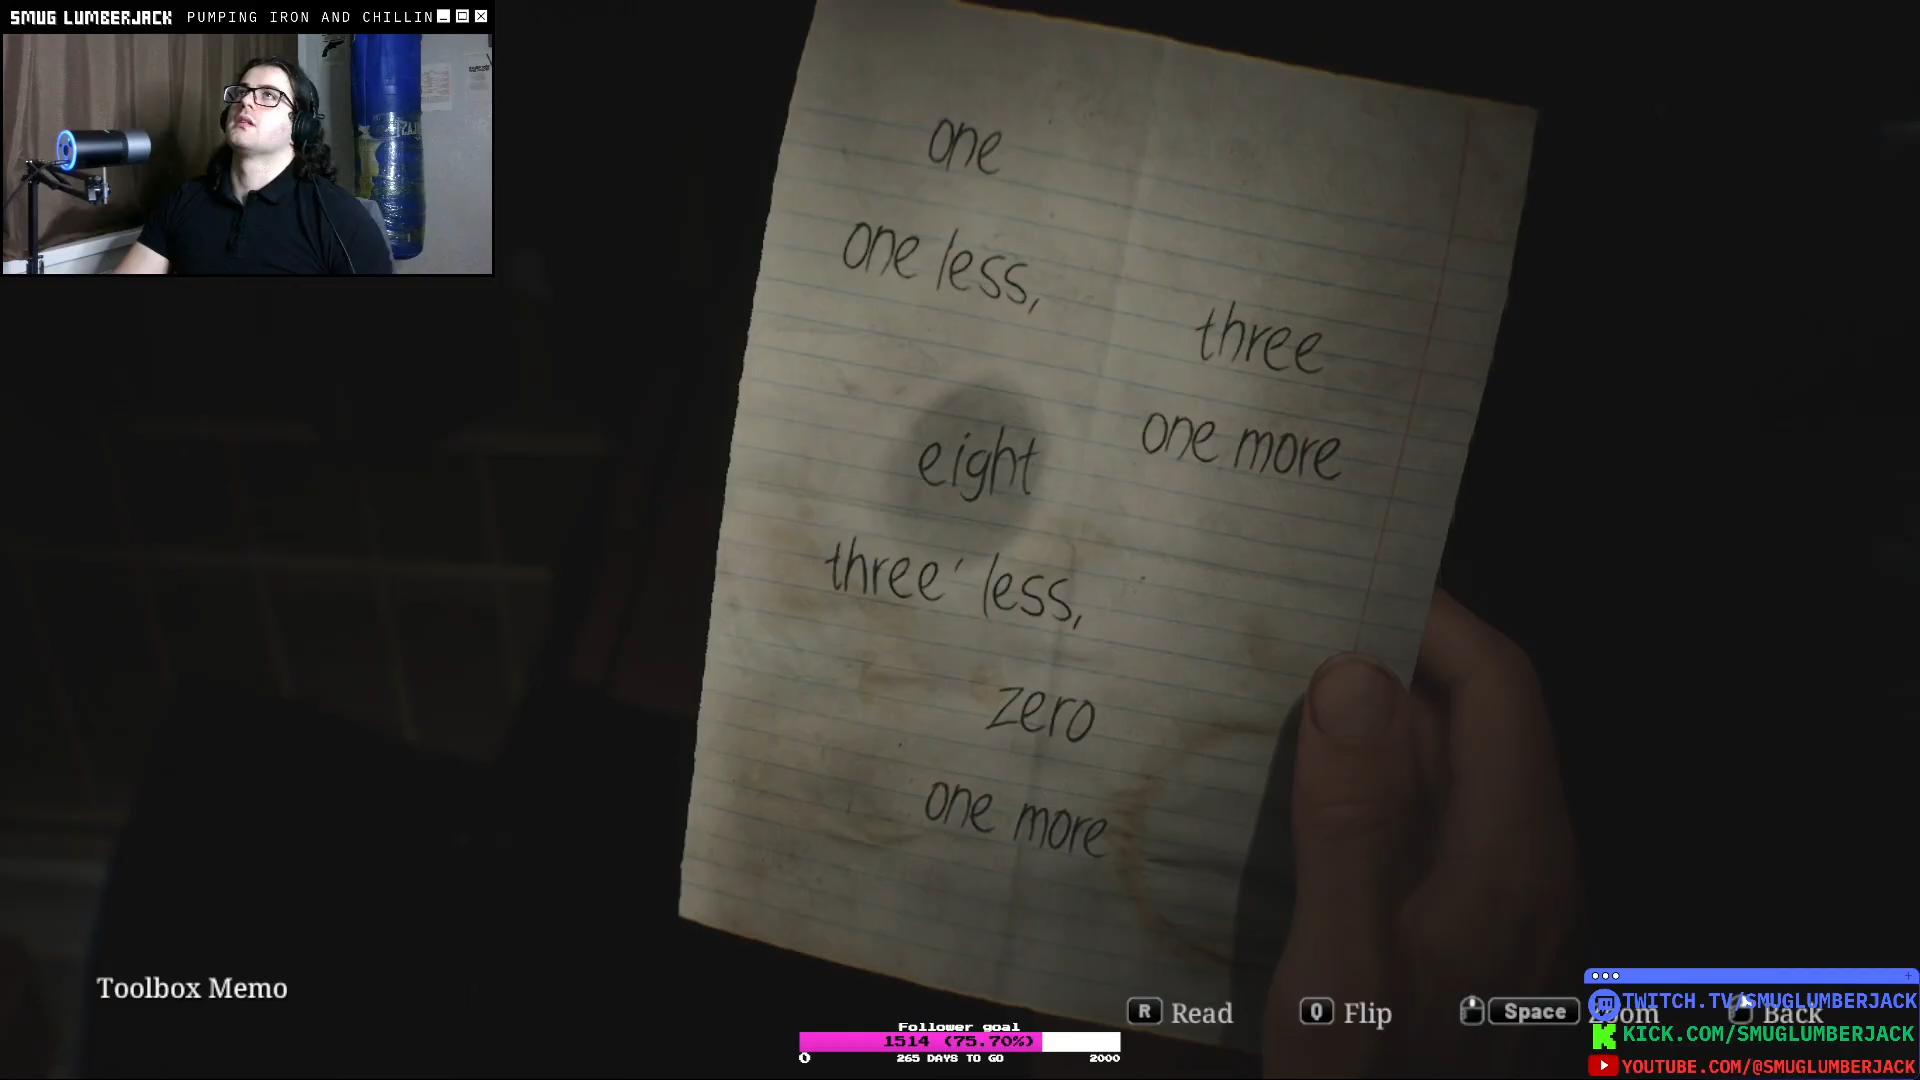 SMUG LUMBERJACK PUMPING IRON AND CHILLIN
one
one less,
three
one more
eight
three' less,
zero
one more
Toolbox Memo
R Read
Q Flip
Space Zoom
Back
Follower goal
1514 (75.70%)
0 265 DAYS TO GO 2000
TWITCH.TV/SMUGLUMBERJACK
KICK.COM/SMUGLUMBERJACK
YOUTUBE.COM/@SMUGLUMBERJACK